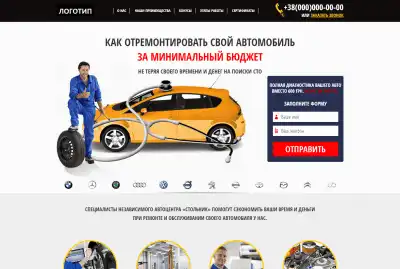 ЛОГОТИП
О НАС
НАШИ ПРЕИМУЩЕСТВА
БОНУСЫ
ЭТАПЫ РАБОТЫ
СЕРТИФИКАТЫ
+38(000)000-00-00
ИЛИ ЗАКАЗАТЬ ЗВОНОК
КАК ОТРЕМОНТИРОВАТЬ СВОЙ АВТОМОБИЛЬ
ЗА МИНИМАЛЬНЫЙ БЮДЖЕТ
НЕ ТЕРЯЯ СВОЕГО ВРЕМЕНИ И ДЕНЕГ НА ПОИСКИ СТО
ПОЛНАЯ ДИАГНОСТИКА ВАШЕГО АВТО
ВМЕСТО 600 ГРН.
ЗАПОЛНИТЕ ФОРМУ
Ваше имя
Ваш телефон
ОТПРАВИТЬ
СПЕЦИАЛИСТЫ НЕЗАВИСИМОГО АВТОЦЕНТРА «СТОЛЬНИК» ПОМОГУТ СЭКОНОМИТЬ ВАШИ ВРЕМЯ И ДЕНЬГИ
ПРИ РЕМОНТЕ И ОБСЛУЖИВАНИИ СВОЕГО АВТОМОБИЛЯ У НАС.